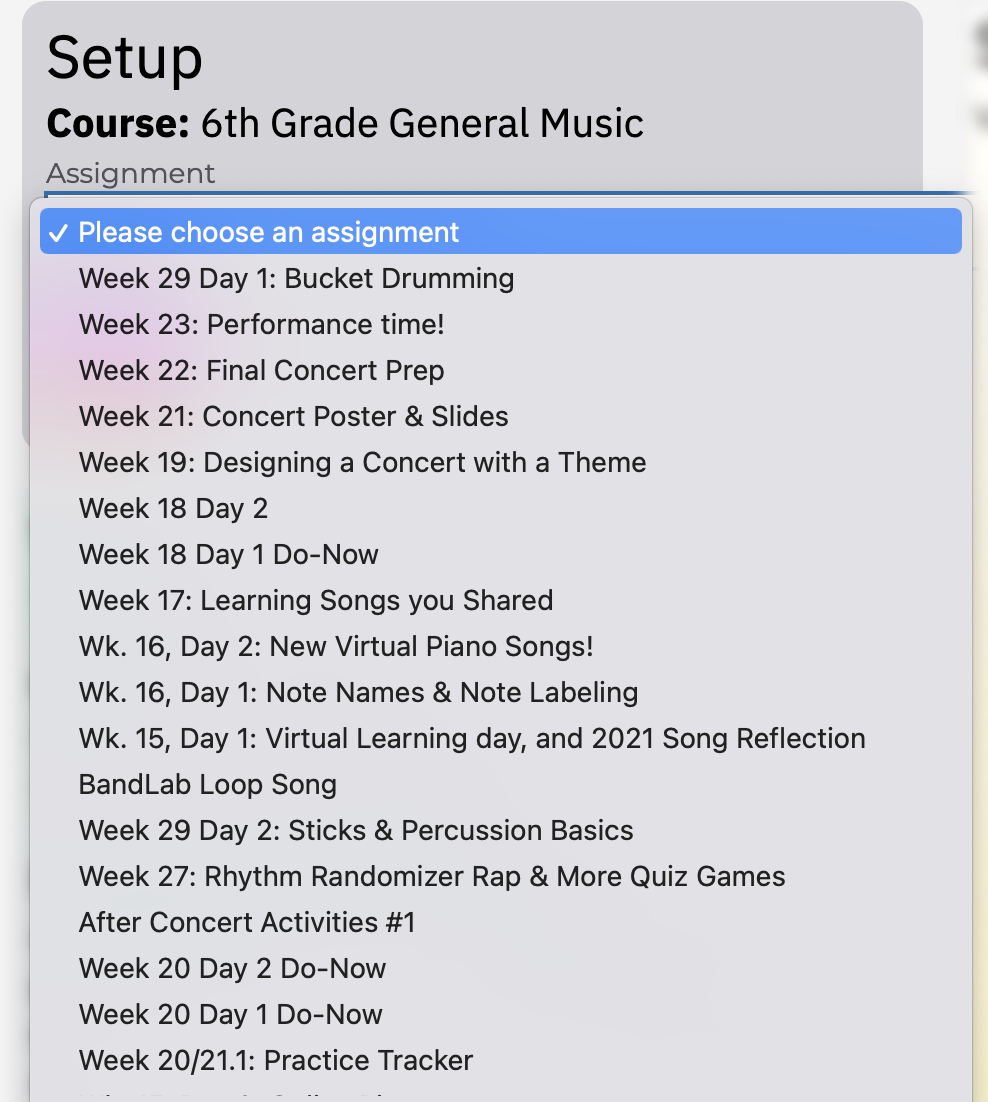 Setup
Course: 6th Grade General Music
Assignment
✓ Please choose an assignment
Week 29 Day 1: Bucket Drumming
Week 23: Performance time!
Week 22: Final Concert Prep
Week 21: Concert Poster & Slides
Week 19: Designing a Concert with a Theme
Week 18 Day 2
Week 18 Day 1 Do-Now
Week 17: Learning Songs you Shared
Wk. 16, Day 2: New Virtual Piano Songs!
Wk. 16, Day 1: Note Names & Note Labeling
Wk. 15, Day 1: Virtual Learning day, and 2021 Song Reflection
BandLab Loop Song
Week 29 Day 2: Sticks & Percussion Basics
Week 27: Rhythm Randomizer Rap & More Quiz Games
After Concert Activities #1
Week 20 Day 2 Do-Now
Week 20 Day 1 Do-Now
Week 20/21.1: Practice Tracker